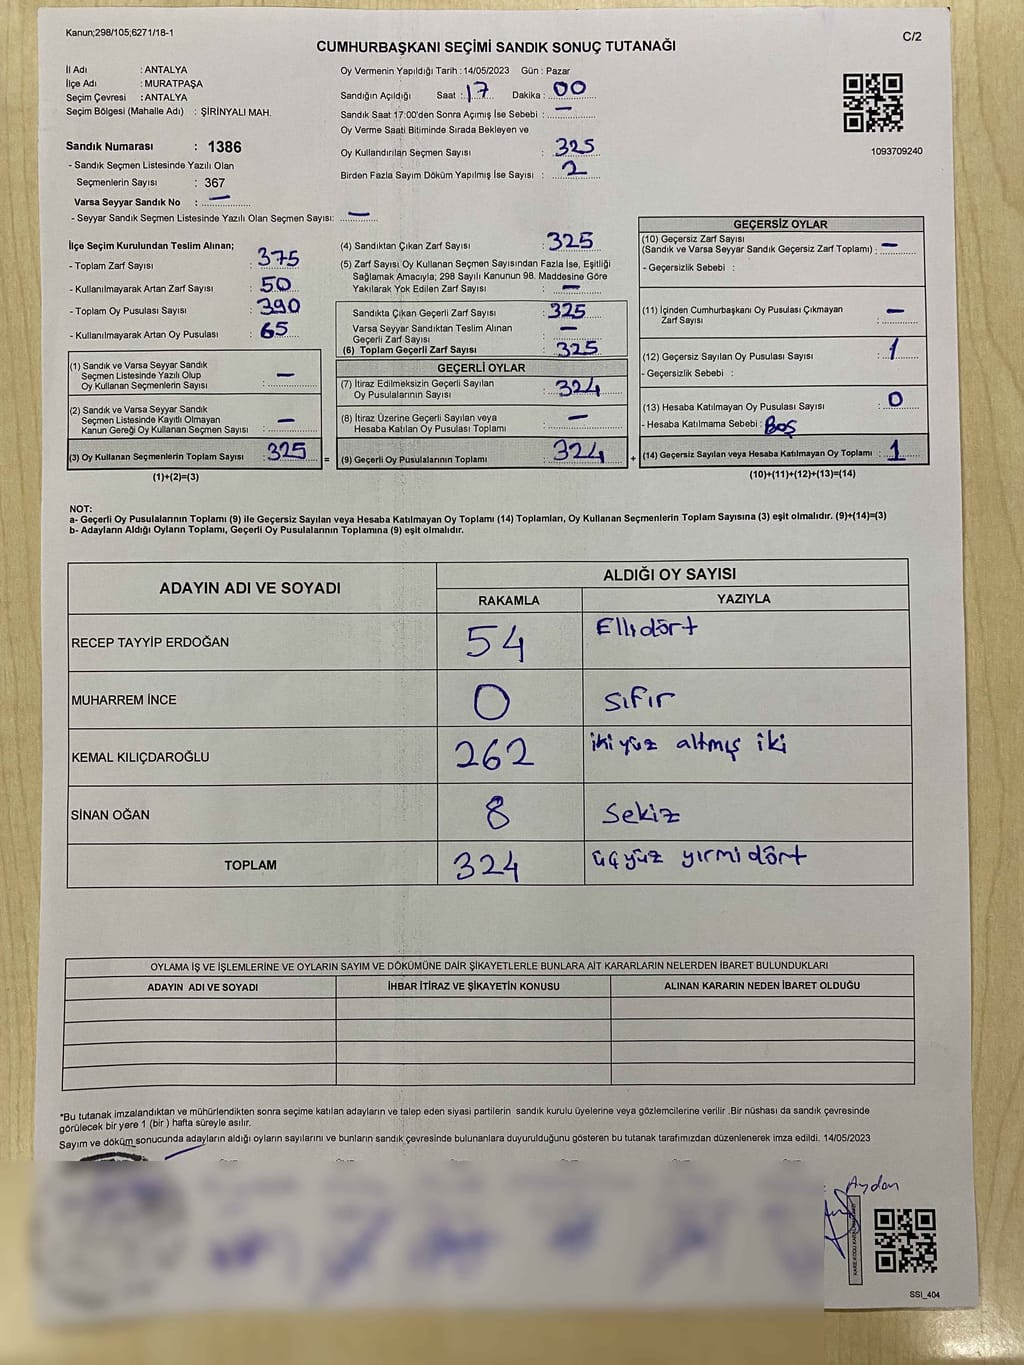 Kanun;298/105;6271/18-1
C/2
CUMHURBAŞKANI SEÇİMİ SANDIK SONUÇ TUTANAĞI
İl Adı : ANTALYA
İlçe Adı : MURATPAŞA
Seçim Çevresi : ANTALYA
Seçim Bölgesi (Mahalle Adı) : ŞİRİNYALI MAH.
Sandık Numarası : 1386
- Sandık Seçmen Listesinde Yazılı Olan
Seçmenlerin Sayısı : 367
Varsa Seyyar Sandık No : —
- Seyyar Sandık Seçmen Listesinde Yazılı Olan Seçmen Sayısı: —
Oy Vermenin Yapıldığı Tarih : 14/05/2023 Gün : Pazar
Sandığın Açıldığı Saat : 17 Dakika : 00
Sandık Saat 17:00'den Sonra Açımış İse Sebebi : —
Oy Verme Saati Bitiminde Sırada Bekleyen ve
Oy Kullandırılan Seçmen Sayısı : 325
Birden Fazla Sayım Döküm Yapılmış İse Sayısı : 2
1093709240
İlçe Seçim Kurulundan Teslim Alınan;
- Toplam Zarf Sayısı : 375
- Kullanılmayarak Artan Zarf Sayısı : 50
- Toplam Oy Pusulası Sayısı : 390
- Kullanılmayarak Artan Oy Pusulası : 65
(1) Sandık ve Varsa Seyyar Sandık
Seçmen Listesinde Yazılı Olup
Oy Kullanan Seçmenlerin Sayısı : —
(2) Sandık ve Varsa Seyyar Sandık
Seçmen Listesinde Kayıtlı Olmayan
Kanun Gereği Oy Kullanan Seçmen Sayısı : —
(3) Oy Kullanan Seçmenlerin Toplam Sayısı : 325 =
(1)+(2)=(3)
(4) Sandıktan Çıkan Zarf Sayısı : 325
(5) Zarf Sayısı Oy Kullanan Seçmen Sayısından Fazla İse, Eşitliği
Sağlamak Amacıyla; 298 Sayılı Kanunun 98. Maddesine Göre
Yakılarak Yok Edilen Zarf Sayısı : —
Sandıkta Çıkan Geçerli Zarf Sayısı : 325
Varsa Seyyar Sandıktan Teslim Alınan
Geçerli Zarf Sayısı : —
(6) Toplam Geçerli Zarf Sayısı : 325
GEÇERLİ OYLAR
(7) İtiraz Edilmeksizin Geçerli Sayılan
Oy Pusulalarının Sayısı : 324
(8) İtiraz Üzerine Geçerli Sayılan veya
Hesaba Katılan Oy Pusulası Toplamı : —
(9) Geçerli Oy Pusulalarının Toplamı : 324 +
GEÇERSİZ OYLAR
(10) Geçersiz Zarf Sayısı
(Sandık ve Varsa Seyyar Sandık Geçersiz Zarf Toplamı) : —
- Geçersizlik Sebebi :
(11) İçinden Cumhurbaşkanı Oy Pusulası Çıkmayan
Zarf Sayısı : —
(12) Geçersiz Sayılan Oy Pusulası Sayısı : 1
- Geçersizlik Sebebi :
(13) Hesaba Katılmayan Oy Pusulası Sayısı : 0
- Hesaba Katılmama Sebebi : Boş
(14) Geçersiz Sayılan veya Hesaba Katılmayan Oy Toplamı : 1
(10)+(11)+(12)+(13)=(14)
NOT:
a- Geçerli Oy Pusulalarının Toplamı (9) ile Geçersiz Sayılan veya Hesaba Katılmayan Oy Toplamı (14) Toplamları, Oy Kullanan Seçmenlerin Toplam Sayısına (3) eşit olmalıdır. (9)+(14)=(3)
b- Adayların Aldığı Oyların Toplamı, Geçerli Oy Pusulalarının Toplamına (9) eşit olmalıdır.
ADAYIN ADI VE SOYADI
ALDIĞI OY SAYISI
RAKAMLA YAZIYLA
RECEP TAYYİP ERDOĞAN 54 Ellidört
MUHARREM İNCE 0 sıfır
KEMAL KILIÇDAROĞLU 262 ikiyüz altmış iki
SİNAN OĞAN 8 Sekiz
TOPLAM 324 üçyüz yirmi dört
OYLAMA İŞ VE İŞLEMLERİNE VE OYLARIN SAYIM VE DÖKÜMÜNE DAİR ŞİKAYETLERLE BUNLARA AİT KARARLARIN NELERDEN İBARET BULUNDUKLARI
ADAYIN ADI VE SOYADI İHBAR İTİRAZ VE ŞİKAYETİN KONUSU ALINAN KARARIN NEDEN İBARET OLDUĞU
*Bu tutanak imzalandıktan ve mühürlendikten sonra seçime katılan adayların ve talep eden siyasi partilerin sandık kurulu üyelerine veya gözlemcilerine verilir .Bir nüshası da sandık çevresinde
görülecek bir yere 1 (bir ) hafta süreyle asılır.
Sayım ve döküm sonucunda adayların aldığı oyların sayılarını ve bunların sandık çevresinde bulunanlara duyurulduğunu gösteren bu tutanak tarafımızdan düzenlenerek imza edildi. 14/05/2023
Aydan
SSI_404